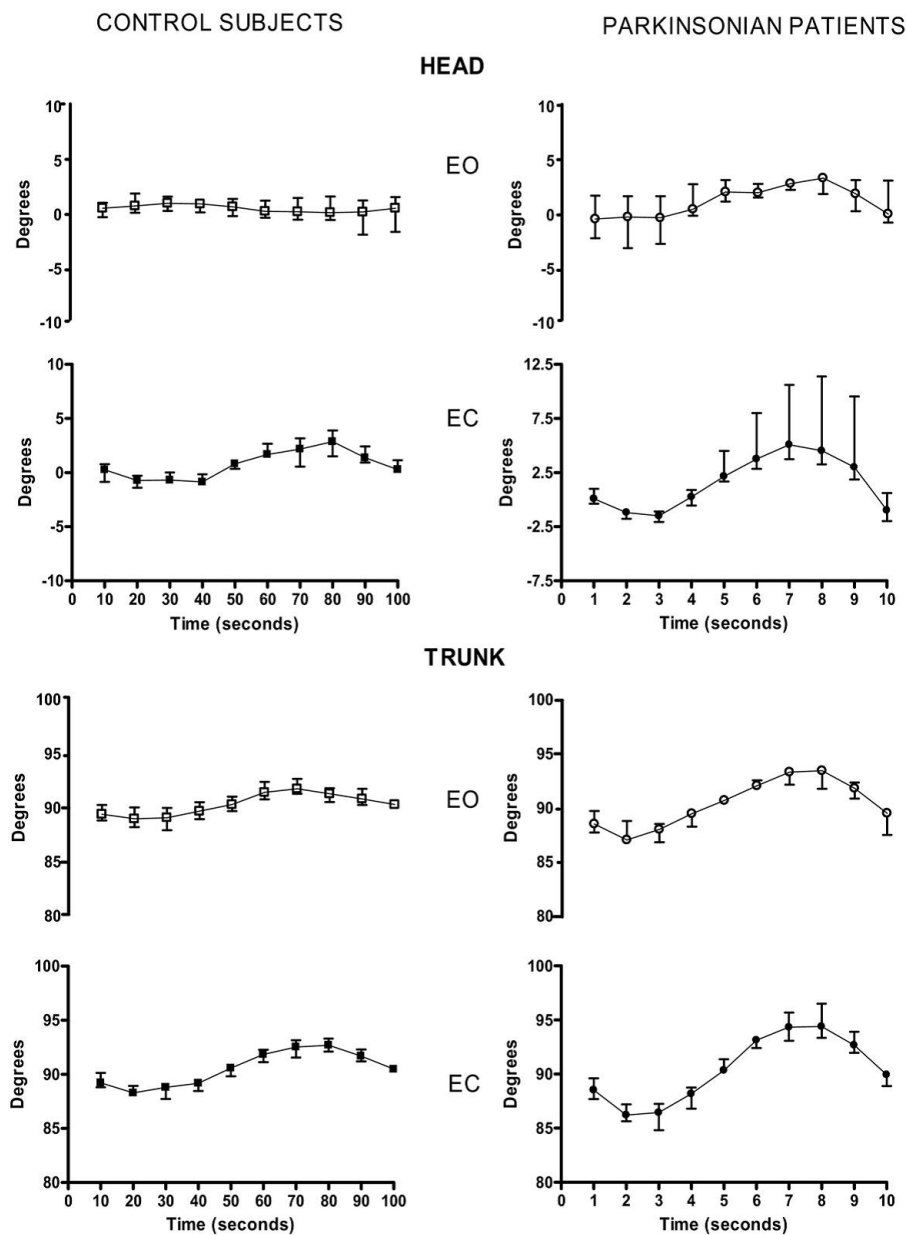 CONTROL SUBJECTS
PARKINSONIAN PATIENTS
HEAD
EO
Degrees
10
5
0
-5
-10
Degrees
10
5
0
-5
-10
EC
Degrees
10
5
0
-5
-10
0 10 20 30 40 50 60 70 80 90 100
Time (seconds)
Degrees
12.5
7.5
2.5
-2.5
-7.5
0 1 2 3 4 5 6 7 8 9 10
Time (seconds)
TRUNK
EO
Degrees
100
95
90
85
80
Degrees
100
95
90
85
80
EC
Degrees
100
95
90
85
80
0 10 20 30 40 50 60 70 80 90 100
Time (seconds)
Degrees
100
95
90
85
80
0 1 2 3 4 5 6 7 8 9 10
Time (seconds)